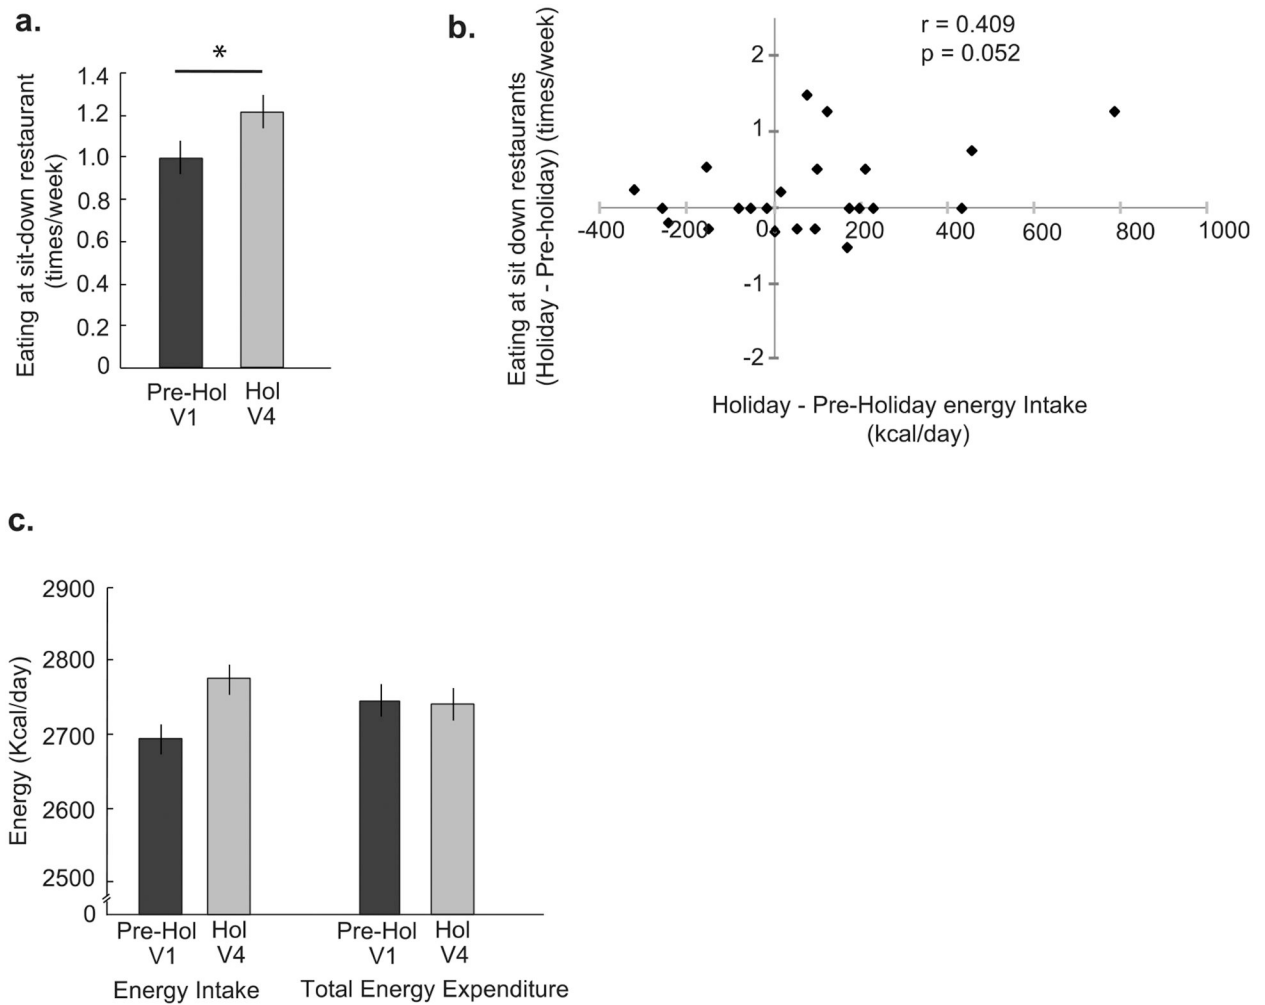 a.
*
Eating at sit-down restaurant
(times/week)
1.4
1.2
1.0
0.8
0.6
0.4
0.2
0
Pre-Hol
V1
Hol
V4
b.
r = 0.409
p = 0.052
Eating at sit down restaurants
(Holiday - Pre-holiday) (times/week)
2
1
-1
-2
-400
-200
0
200
400
600
800
1000
Holiday - Pre-Holiday energy Intake
(kcal/day)
c.
Energy (Kcal/day)
2900
2800
2700
2600
2500
0
Pre-Hol
V1
Hol
V4
Pre-Hol
V1
Hol
V4
Energy Intake
Total Energy Expenditure